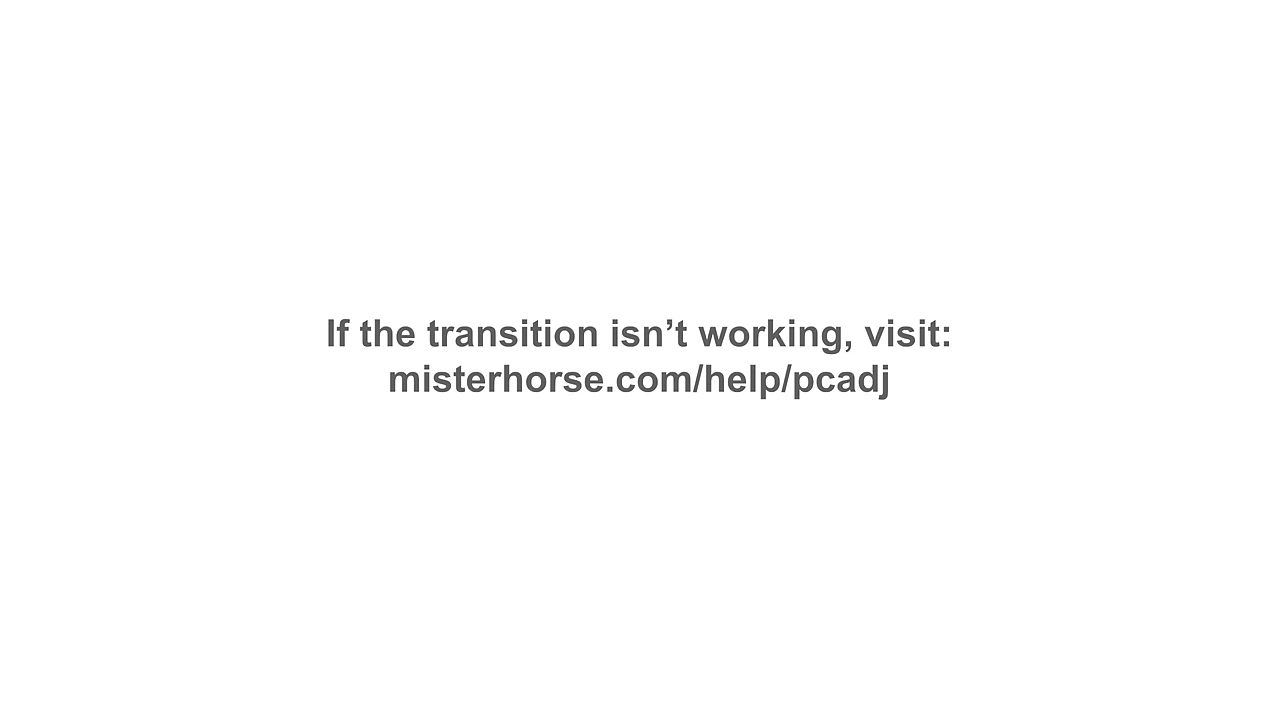 If the transition isn’t working, visit:
misterhorse.com/help/pcadj